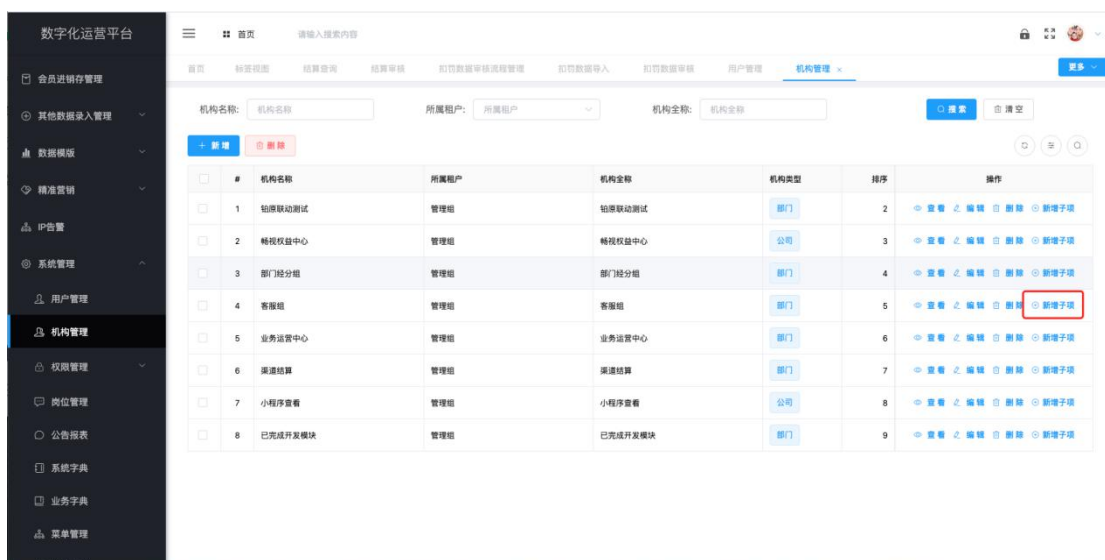 数字化运营平台
首页 请输入搜索内容
首页 标签视图 结算查询 结算审核 扣罚数据审核流程管理 扣罚数据导入 扣罚数据审核 用户管理 机构管理 × 更多
会员进销存管理
其他数据录入管理
数据模版
精准营销
IP告警
系统管理
用户管理
机构管理
权限管理
岗位管理
公告报表
系统字典
业务字典
菜单管理
机构名称: 机构名称 所属租户: 所属租户 机构全称: 机构全称 搜索 清空
+ 新增 删除
# 机构名称 所属租户 机构全称 机构类型 排序 操作
1 铂原联动测试 管理组 铂原联动测试 部门 2 查看 编辑 删除 新增子项
2 畅视权益中心 管理组 畅视权益中心 公司 3 查看 编辑 删除 新增子项
3 部门经分组 管理组 部门经分组 部门 4 查看 编辑 删除 新增子项
4 客服组 管理组 客服组 部门 5 查看 编辑 删除 新增子项
5 业务运营中心 管理组 业务运营中心 部门 6 查看 编辑 删除 新增子项
6 渠道结算 管理组 渠道结算 部门 7 查看 编辑 删除 新增子项
7 小程序查看 管理组 小程序查看 公司 8 查看 编辑 删除 新增子项
8 已完成开发模块 管理组 已完成开发模块 部门 9 查看 编辑 删除 新增子项